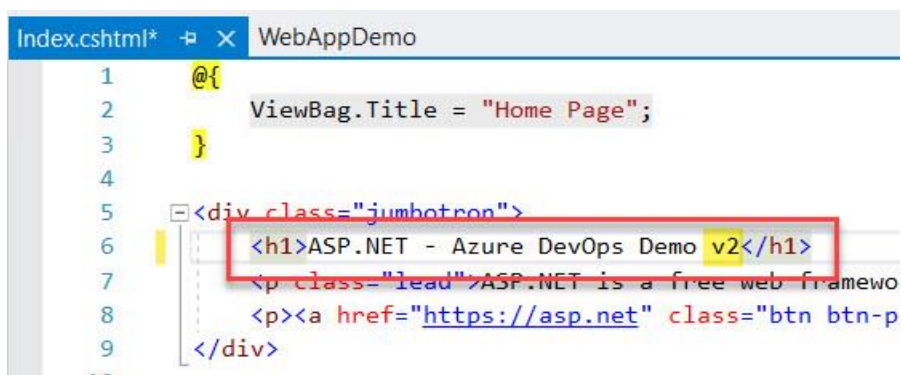 Index.cshtml* WebAppDemo
1 @{
2 ViewBag.Title = "Home Page";
3 }
4
5 <div class="jumbotron">
6 <h1>ASP.NET - Azure DevOps Demo v2</h1>
7 <p class="lead">ASP.NET is a free web
8 <p><a href="https://asp.net" class="btn
9 </div>